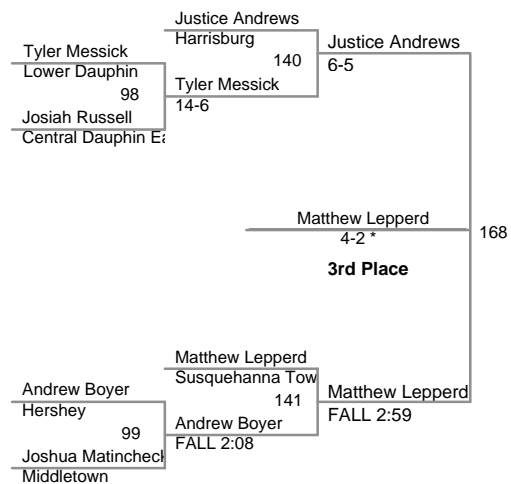 Justice Andrews
Harrisburg
140
Justice Andrews
6-5
Tyler Messick
Lower Dauphin
98
Tyler Messick
14-6
Josiah Russell
Central Dauphin Ea
Matthew Lepperd
4-2 *
168
3rd Place
Matthew Lepperd
Susquehanna Tow
141
Matthew Lepperd
FALL 2:59
Andrew Boyer
Hershey
99
Andrew Boyer
FALL 2:08
Joshua Matincheck
Middletown